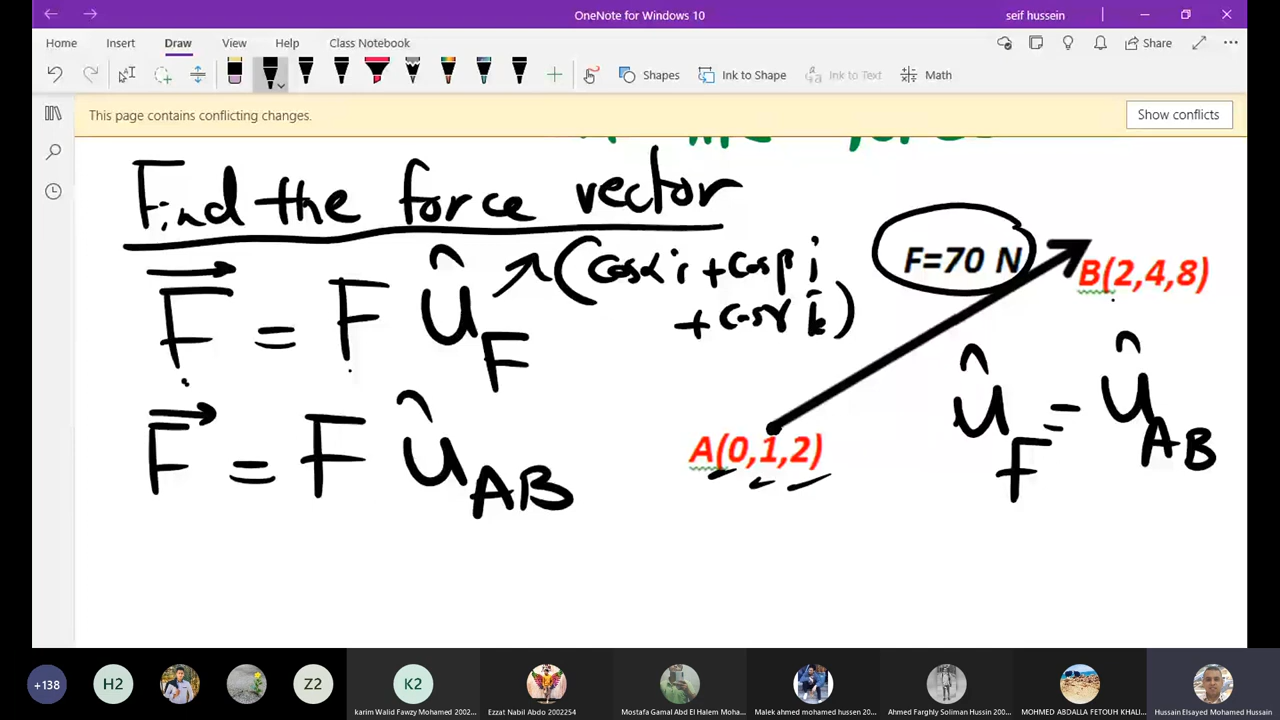 OneNote for Windows 10
seif hussein
Home Insert Draw View Help Class Notebook
Share
Shapes Ink to Shape Ink to Text Math
This page contains conflicting changes.
Show conflicts
Find the force vector
F = F û F
(cosα i + cosβ j
+ cosγ k)
F=70 N
B(2,4,8)
A(0,1,2)
û F = û AB
F = F û AB
+138
H2
Z2
K2
karim Walid Fawzy Mohamed 2002...
Ezzat Nabil Abdo 2002254
Mostafa Gamal Abd El Halem Moha...
Malek ahmed mohamed hussen 20...
Ahmed Farghly Soliman Hussin 200...
MOHMED ABDALLA FETOUH KHALI...
Hussain Elsayed Mohamed Hussain